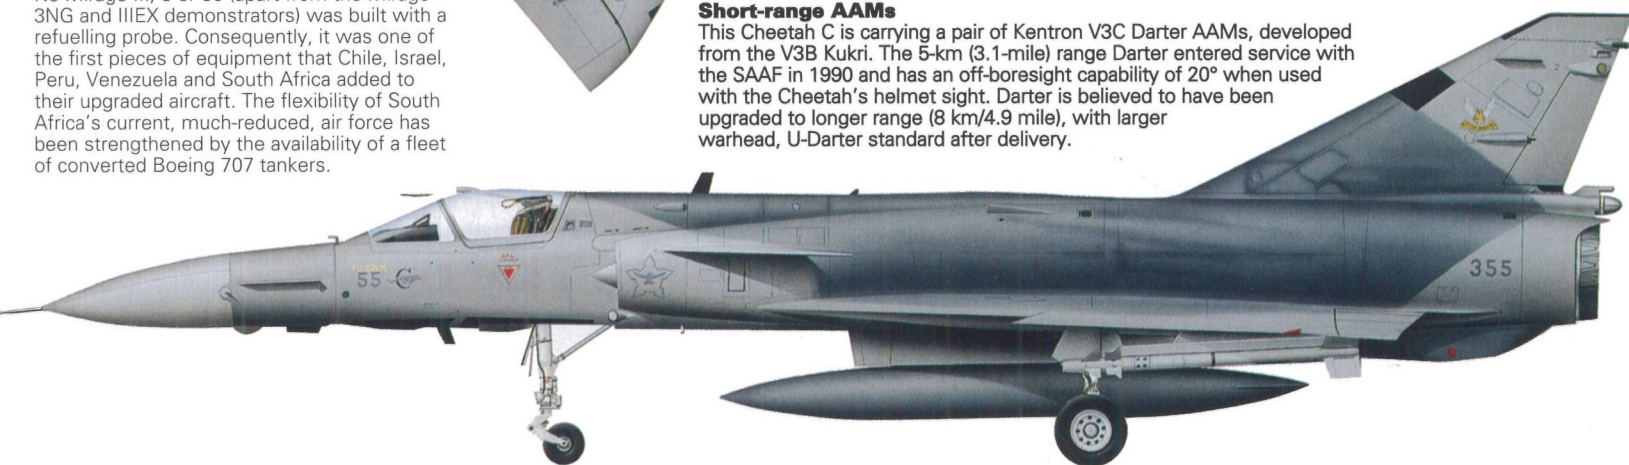 3NG and IIIEX demonstrators) was built with a
refuelling probe. Consequently, it was one of
the first pieces of equipment that Chile, Israel,
Peru, Venezuela and South Africa added to
their upgraded aircraft. The flexibility of South
Africa's current, much-reduced, air force has
been strengthened by the availability of a fleet
of converted Boeing 707 tankers.
Short-range AAMs
This Cheetah C is carrying a pair of Kentron V3C Darter AAMs, developed
from the V3B Kukri. The 5-km (3.1-mile) range Darter entered service with
the SAAF in 1990 and has an off-boresight capability of 20° when used
with the Cheetah's helmet sight. Darter is believed to have been
upgraded to longer range (8 km/4.9 mile), with larger
warhead, U-Darter standard after delivery.
55 C
355